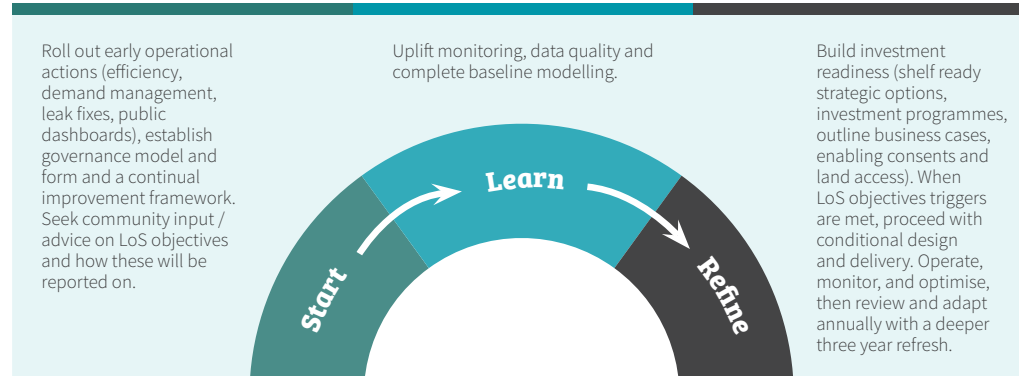 Roll out early operational
actions (efficiency,
demand management,
leak fixes, public
dashboards), establish
governance model and
form and a continual
improvement framework.
Seek community input /
advice on LoS objectives
and how these will be
reported on.
Uplift monitoring, data quality and
complete baseline modelling.
Build investment
readiness (shelf ready
strategic options,
investment programmes,
outline business cases,
enabling consents and
land access). When
LoS objectives triggers
are met, proceed with
conditional design
and delivery. Operate,
monitor, and optimise,
then review and adapt
annually with a deeper
three year refresh.
Start
Learn
Refine